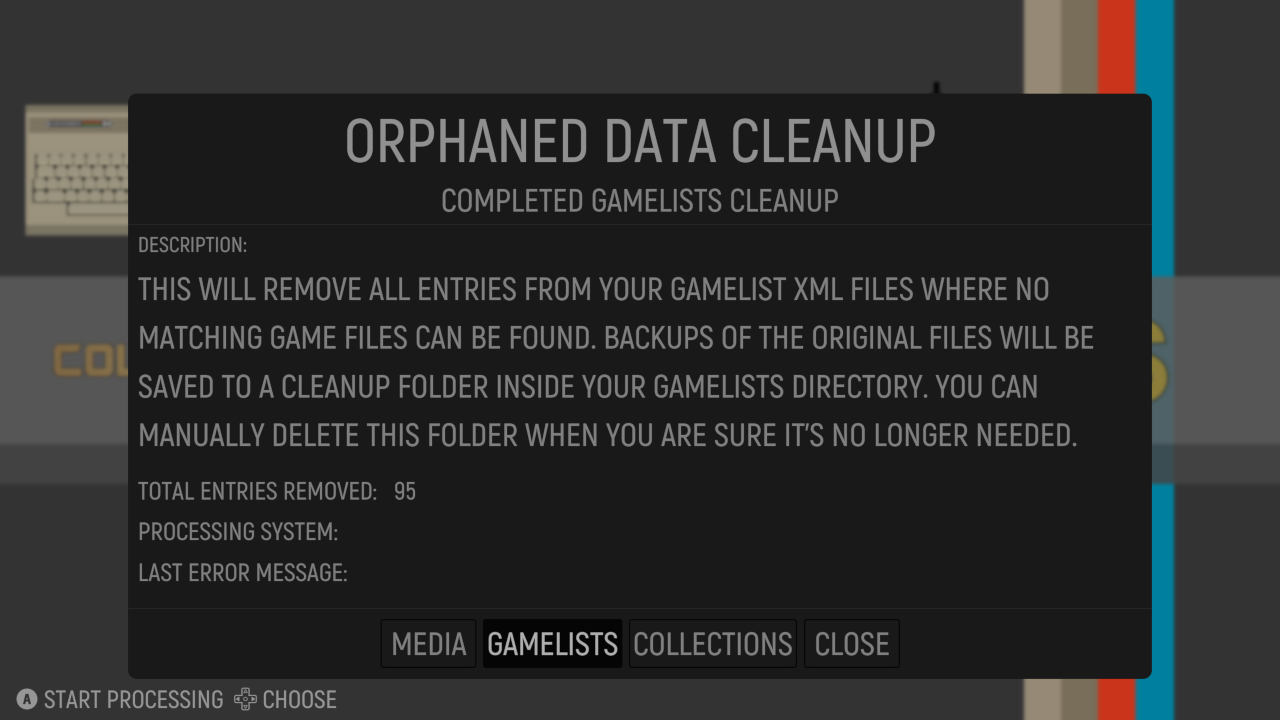 ORPHANED DATA CLEANUP
COMPLETED GAMELISTS CLEANUP
DESCRIPTION:
THIS WILL REMOVE ALL ENTRIES FROM YOUR GAMELIST XML FILES WHERE NO
MATCHING GAME FILES CAN BE FOUND. BACKUPS OF THE ORIGINAL FILES WILL BE
SAVED TO A CLEANUP FOLDER INSIDE YOUR GAMELISTS DIRECTORY. YOU CAN
MANUALLY DELETE THIS FOLDER WHEN YOU ARE SURE IT'S NO LONGER NEEDED.
TOTAL ENTRIES REMOVED: 95
PROCESSING SYSTEM:
LAST ERROR MESSAGE:
MEDIA GAMELISTS COLLECTIONS CLOSE
A START PROCESSING CHOOSE